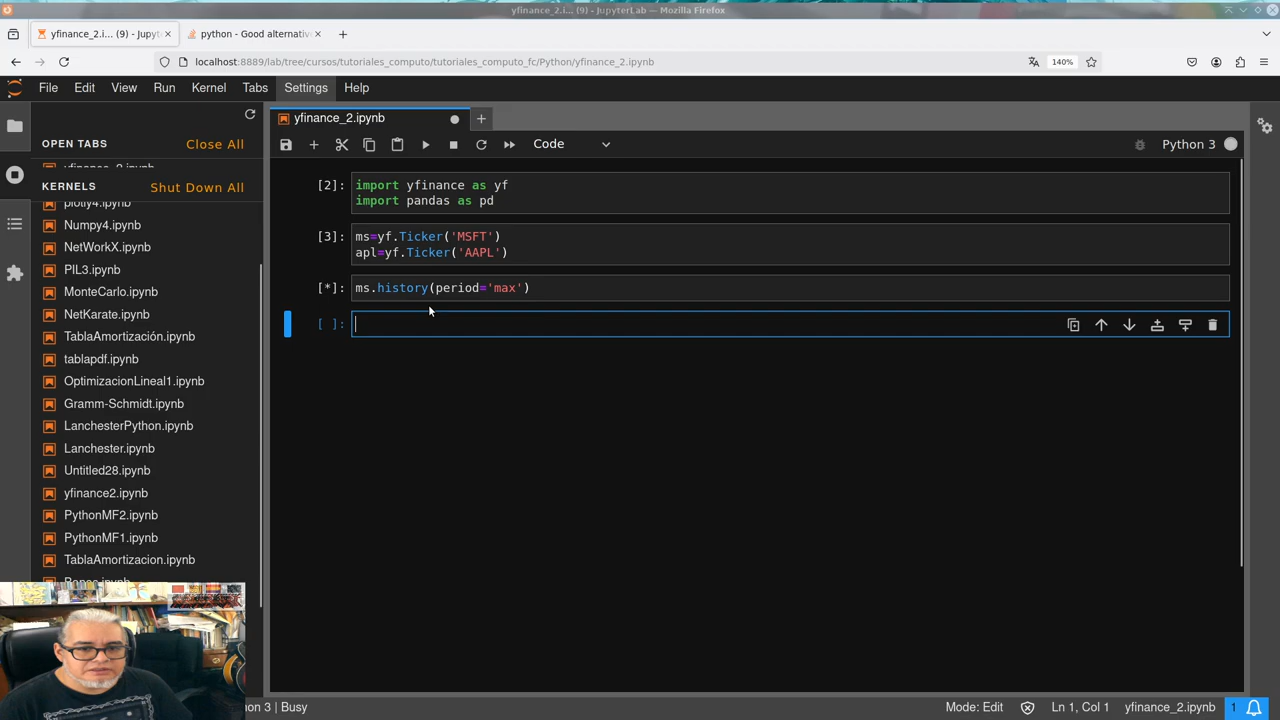 yfinance_2.i... (9) - JupyterLab — Mozilla Firefox
yfinance_2.i... (9) - Jupyt
python - Good alternativ
localhost:8889/lab/tree/cursos/tutoriales_computo/tutoriales_computo_fc/Python/yfinance_2.ipynb
140%
File Edit View Run Kernel Tabs Settings Help
yfinance_2.ipynb
OPEN TABS Close All
Code
Python 3
yfinance_2.ipynb
KERNELS Shut Down All
plotly4.ipynb
Numpy4.ipynb
NetWorkX.ipynb
PIL3.ipynb
MonteCarlo.ipynb
NetKarate.ipynb
TablaAmortización.ipynb
tablapdf.ipynb
OptimizacionLineal1.ipynb
Gramm-Schmidt.ipynb
LanchesterPython.ipynb
Lanchester.ipynb
Untitled28.ipynb
yfinance2.ipynb
PythonMF2.ipynb
PythonMF1.ipynb
TablaAmortizacion.ipynb
[2]: import yfinance as yf
import pandas as pd
[3]: ms=yf.Ticker('MSFT')
apl=yf.Ticker('AAPL')
[*]: ms.history(period='max')
[ ]:
on 3 | Busy
Mode: Edit
Ln 1, Col 1
yfinance_2.ipynb
1